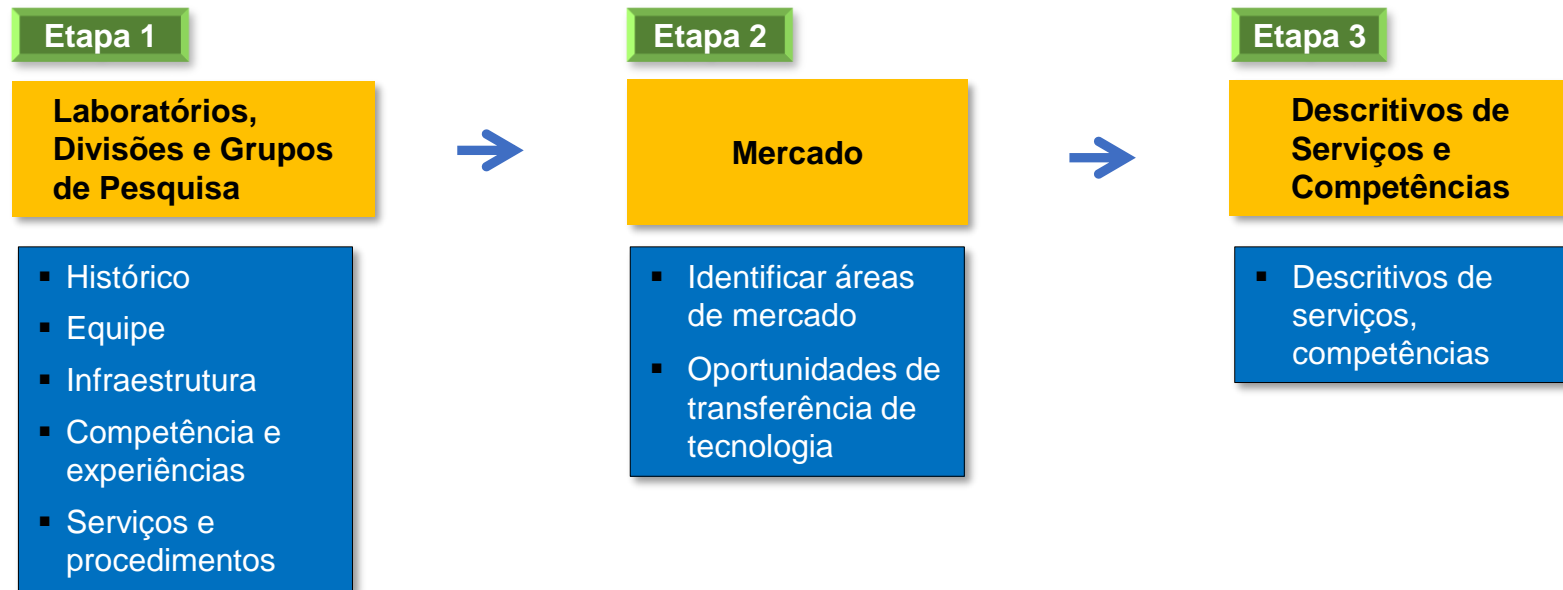 Etapa 1
Laboratórios,
Divisões e Grupos
de Pesquisa
▪ Histórico
▪ Equipe
▪ Infraestrutura
▪ Competência e
experiências
▪ Serviços e
procedimentos
Etapa 2
Mercado
▪ Identificar áreas
de mercado
▪ Oportunidades de
transferência de
tecnologia
Etapa 3
Descritivos de
Serviços e
Competências
▪ Descritivos de
serviços,
competências